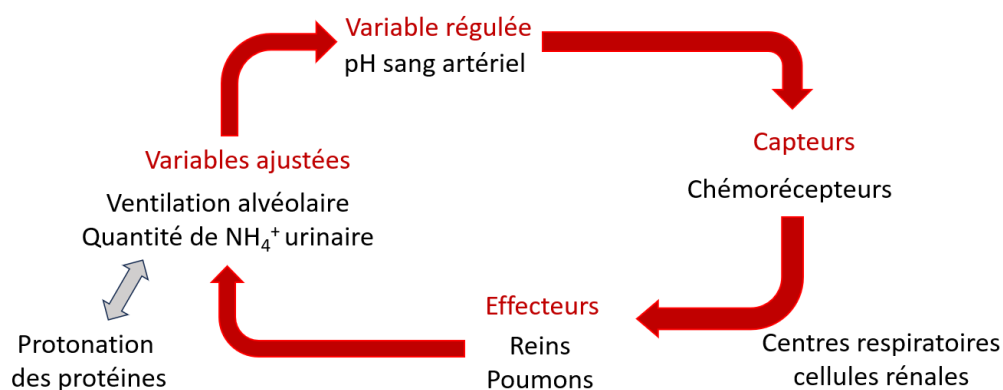 Variable régulée
pH sang artériel
Capteurs
Chémorécepteurs
Variables ajustées
Ventilation alvéolaire
Quantité de NH₄⁺ urinaire
Effecteurs
Reins
Poumons
Centres respiratoires
cellules rénales
Protonation
des protéines